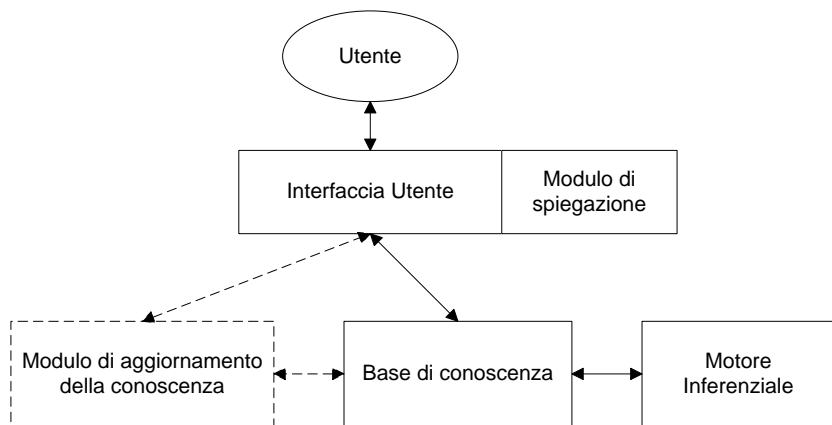 Utente
Interfaccia Utente
Modulo di
spiegazione
Modulo di aggiornamento
della conoscenza
Base di conoscenza
Motore
Inferenziale